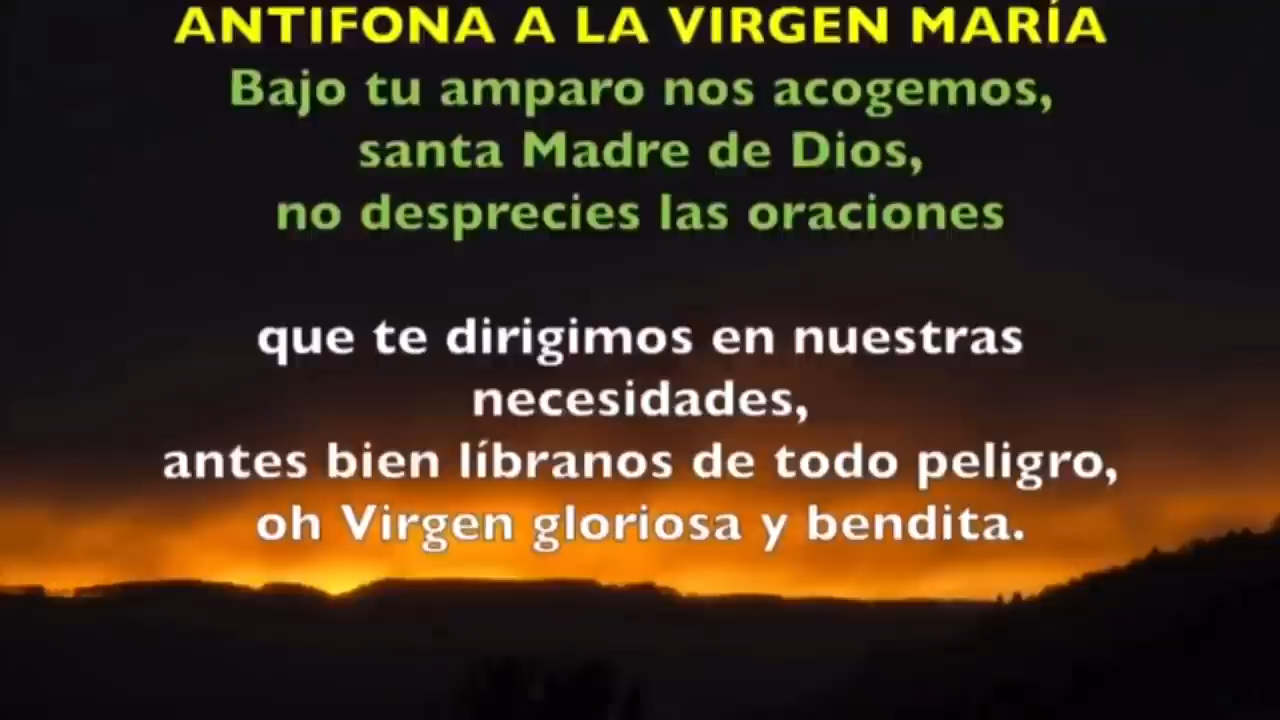 ANTIFONA A LA VIRGEN MARÍA
Bajo tu amparo nos acogemos,
santa Madre de Dios,
no desprecies las oraciones
que te dirigimos en nuestras
necesidades,
antes bien líbranos de todo peligro,
oh Virgen gloriosa y bendita.